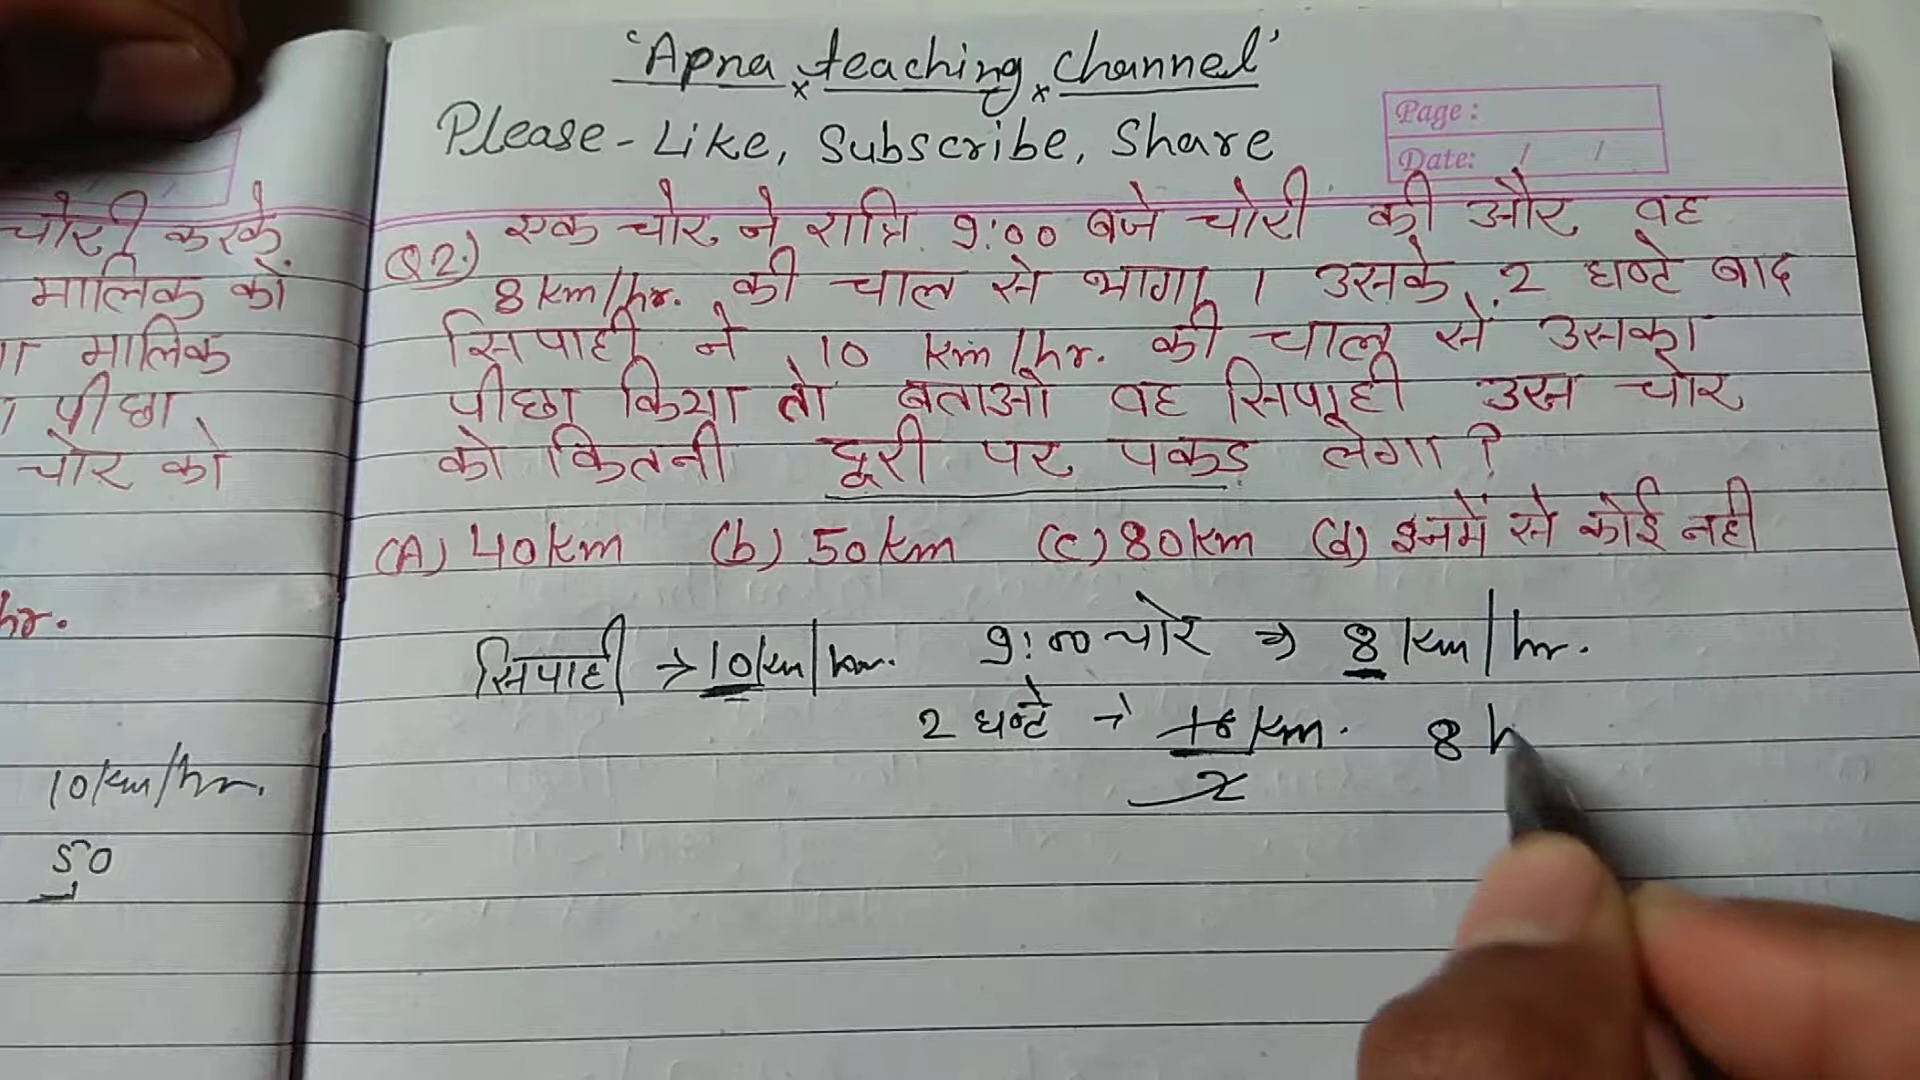 'Apna teaching channel'
Please - Like, Subscribe, Share
Page :
Date: / /
चोरी करके
मालिक को
मालिक
पीछा
चोर को
hr.
10km/hr.
50
Q2.) एक चोर ने रात्रि 9:00 बजे चोरी की और वह
8km/hr. की चाल से भागा । उसके 2 घण्टे बाद
सिपाही ने 10 km/hr. की चाल से उसका
पीछा किया तो बताओ वह सिपाही उस चोर
को कितनी दूरी पर पकड़ लेगा ?
(A) 40km (b) 50km (c) 80km (d) इनमें से कोई नही
सिपाही → 10km/hr. 9:00 चोर ⇒ 8 km/hr.
2 घण्टे → 16 km. 8 h
2